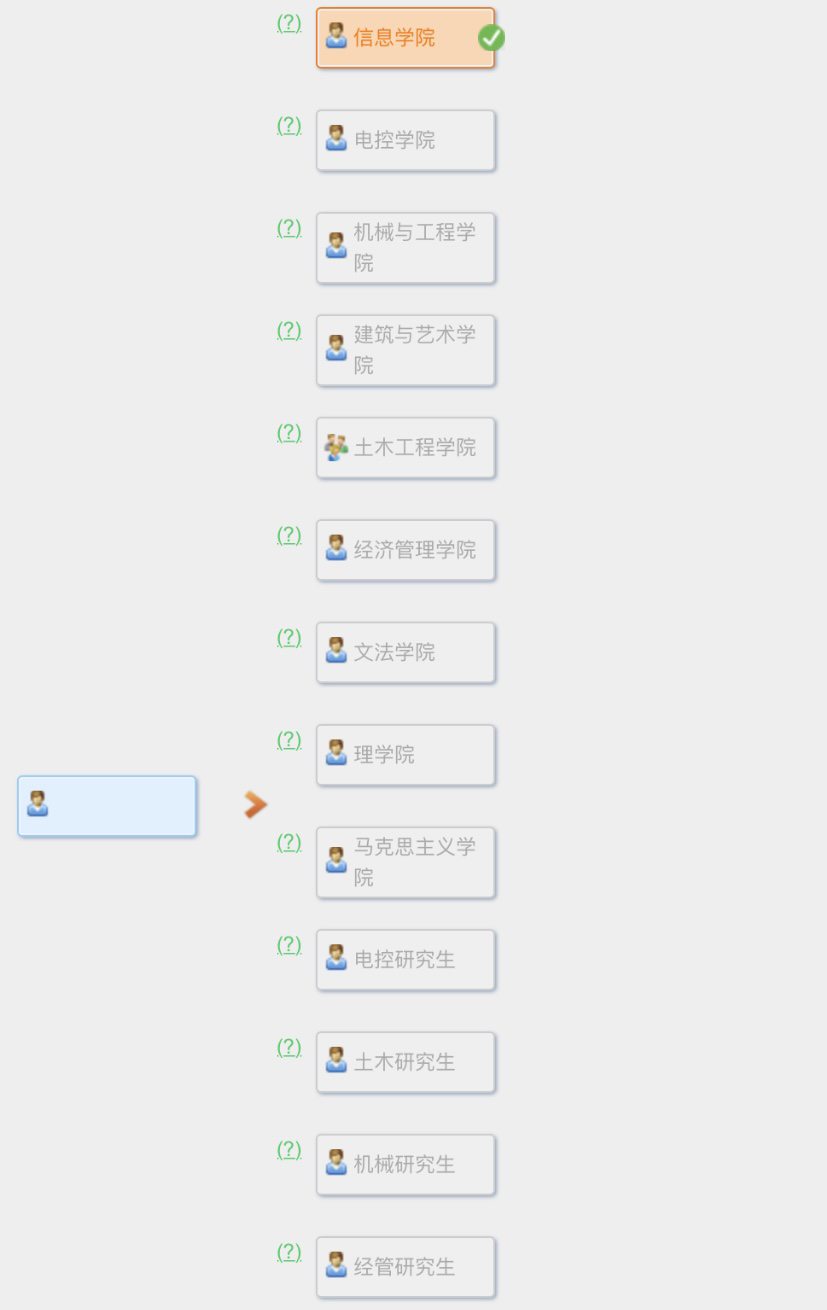 (?)
信息学院
(?)
电控学院
(?)
机械与工程学
院
(?)
建筑与艺术学
院
(?)
土木工程学院
(?)
经济管理学院
(?)
文法学院
(?)
理学院
(?)
马克思主义学
院
(?)
电控研究生
(?)
土木研究生
(?)
机械研究生
(?)
经管研究生